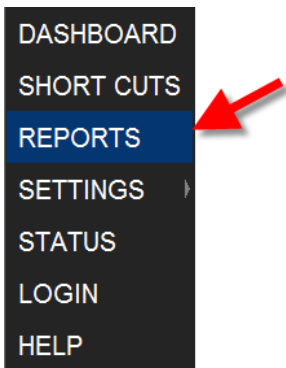 DASHBOARD
SHORT CUTS
REPORTS
SETTINGS
STATUS
LOGIN
HELP